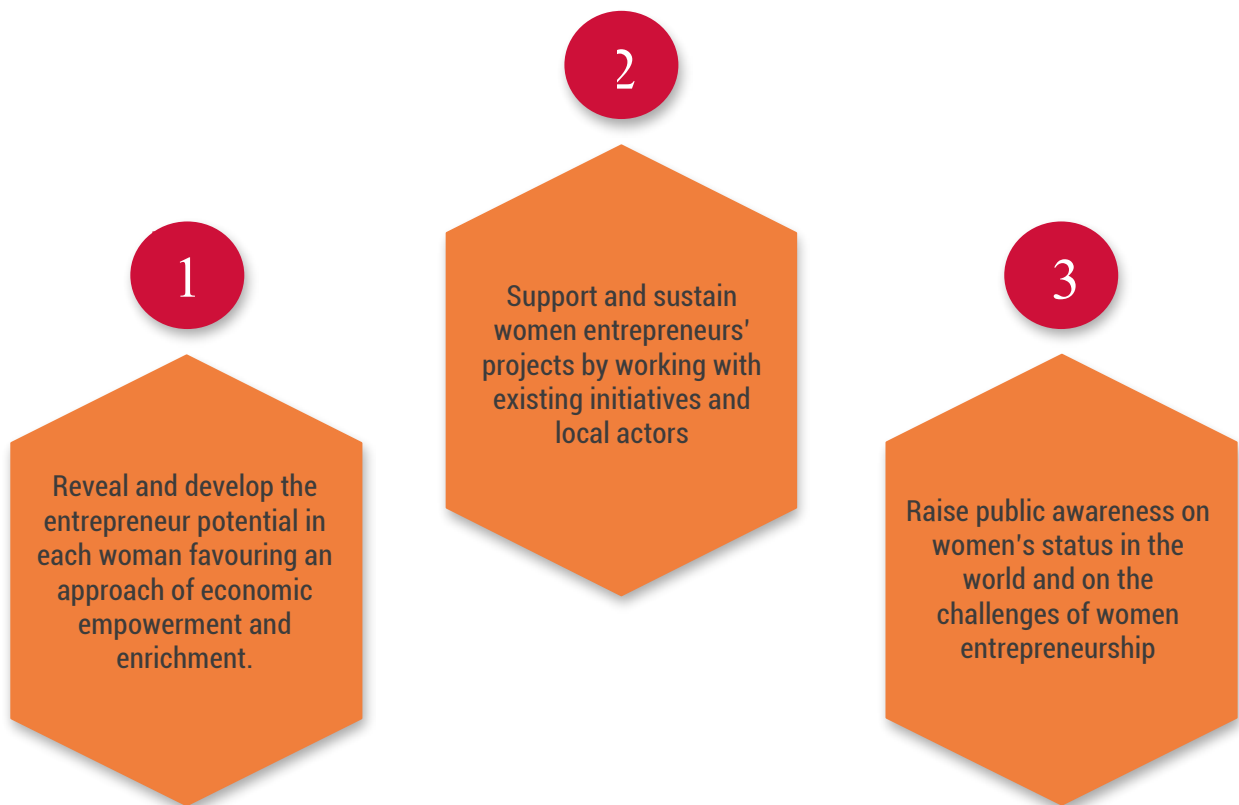 1
Reveal and develop the
entrepreneur potential in
each woman favouring an
approach of economic
empowerment and
enrichment.
2
Support and sustain
women entrepreneurs'
projects by working with
existing initiatives and
local actors
3
Raise public awareness on
women's status in the
world and on the
challenges of women
entrepreneurship